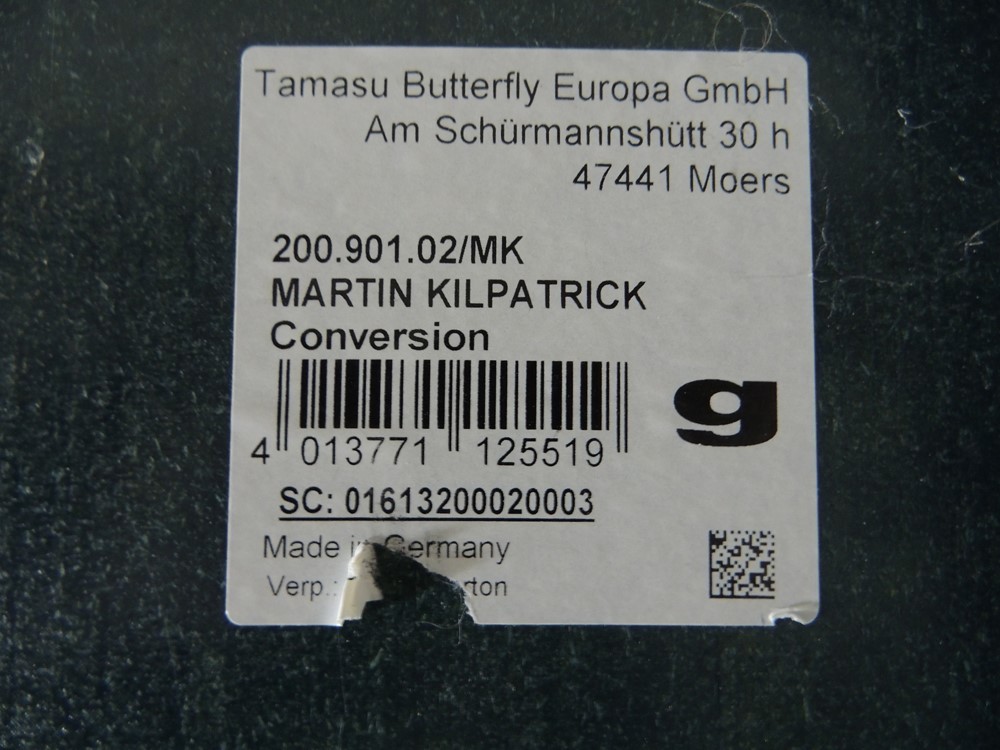 Tamasu Butterfly Europa GmbH
Am Schürmannshütt 30 h
47441 Moers
200.901.02/MK
MARTIN KILPATRICK
Conversion
g
4 013771 125519
SC: 01613200020003
Made in Germany
Verp.: